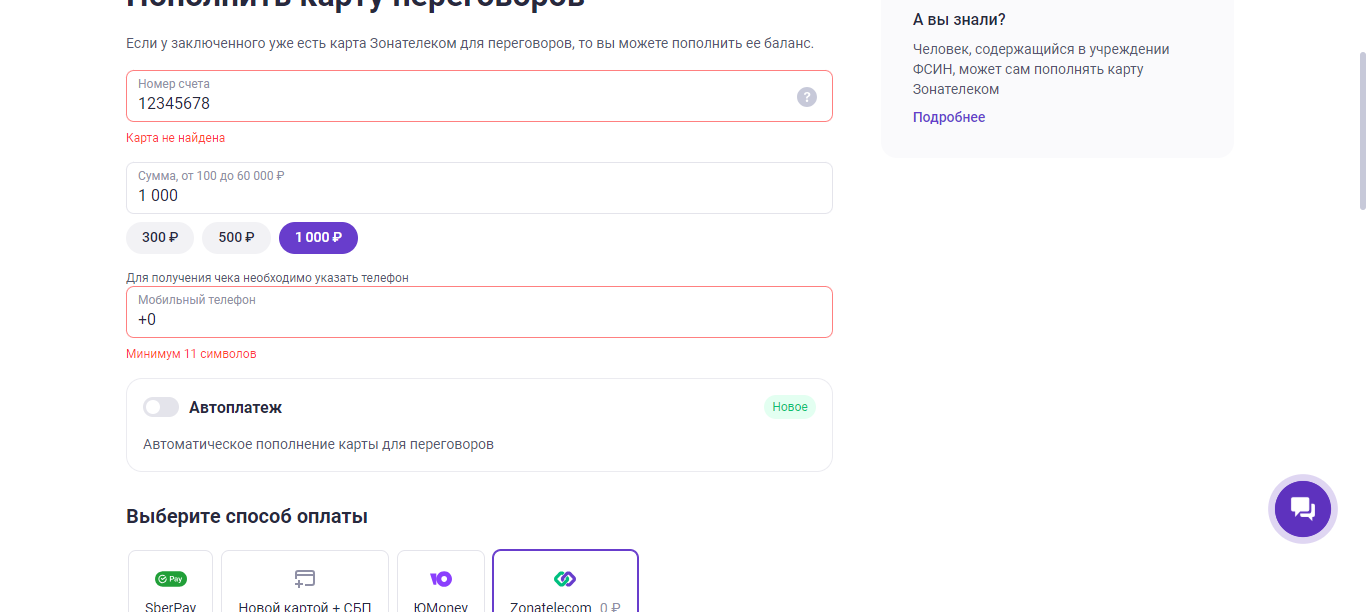 Пополнить карту переговоров
Если у заключенного уже есть карта Зонателеком для переговоров, то вы можете пополнить ее баланс.
Номер счета
12345678
?
Карта не найдена
Сумма, от 100 до 60 000 ₽
1 000
300 ₽ 500 ₽ 1 000 ₽
Для получения чека необходимо указать телефон
Мобильный телефон
+0
Минимум 11 символов
Автоплатеж Новое
Автоматическое пополнение карты для переговоров
Выберите способ оплаты
Pay
SberPay Новой картой + СБП ЮMoney Zonatelecom 0 ₽
А вы знали?
Человек, содержащийся в учреждении
ФСИН, может сам пополнять карту
Зонателеком
Подробнее